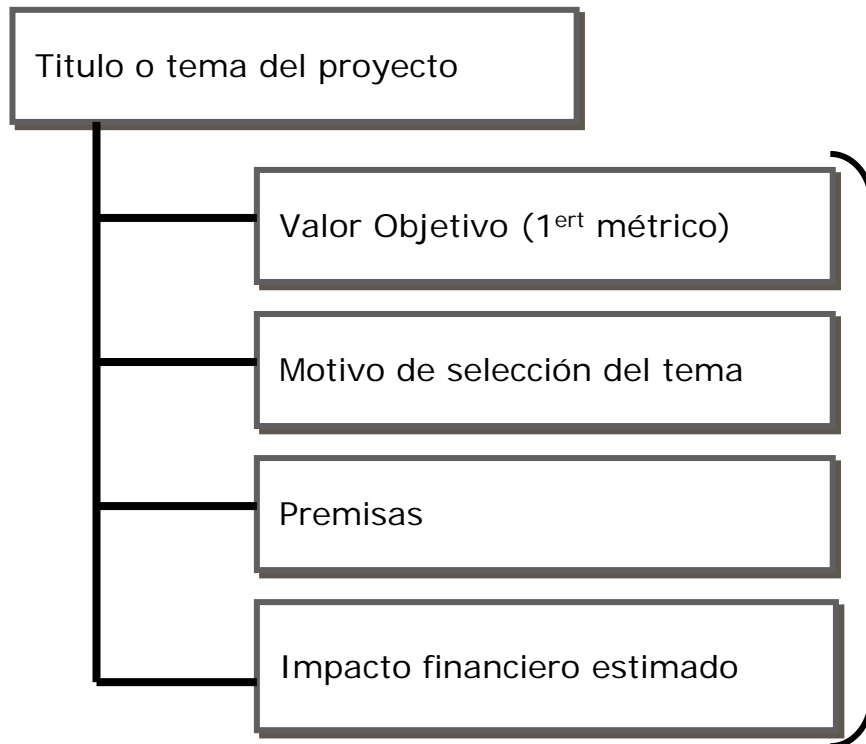 Titulo o tema del proyecto
Valor Objetivo (1ert métrico)
Motivo de selección del tema
Premisas
Impacto financiero estimado